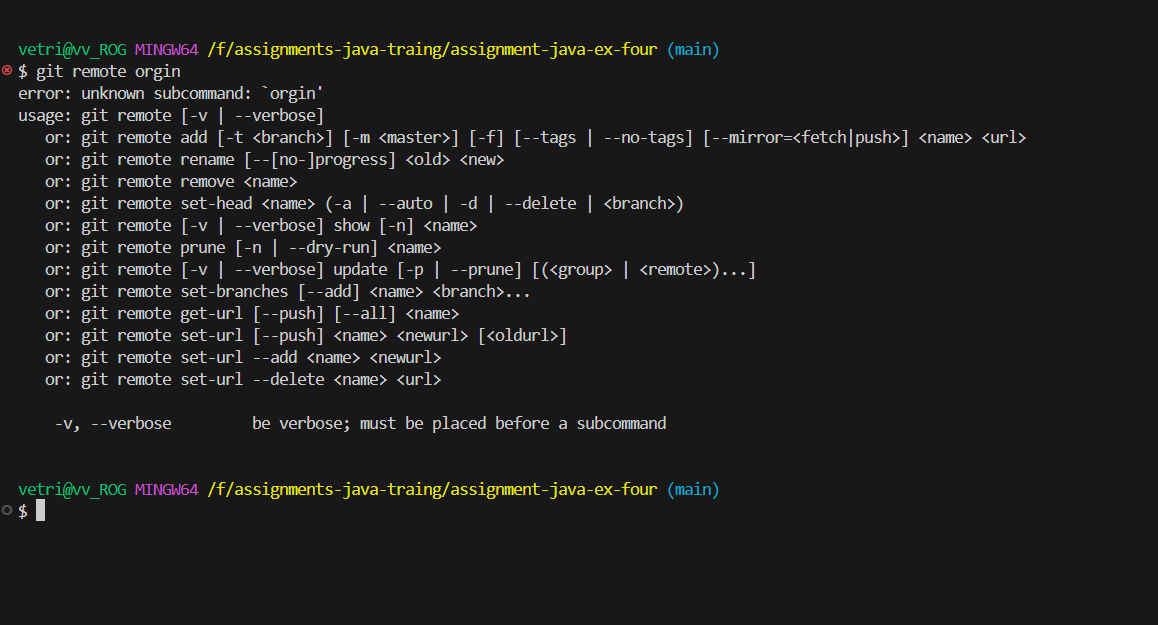 vetri@vv_ROG MINGW64 /f/assignments-java-traing/assignment-java-ex-four (main)
$ git remote orgin
error: unknown subcommand: `orgin'
usage: git remote [-v | --verbose]
   or: git remote add [-t <branch>] [-m <master>] [-f] [--tags | --no-tags] [--mirror=<fetch|push>] <name> <url>
   or: git remote rename [--[no-]progress] <old> <new>
   or: git remote remove <name>
   or: git remote set-head <name> (-a | --auto | -d | --delete | <branch>)
   or: git remote [-v | --verbose] show [-n] <name>
   or: git remote prune [-n | --dry-run] <name>
   or: git remote [-v | --verbose] update [-p | --prune] [(<group> | <remote>)...]
   or: git remote set-branches [--add] <name> <branch>...
   or: git remote get-url [--push] [--all] <name>
   or: git remote set-url [--push] <name> <newurl> [<oldurl>]
   or: git remote set-url --add <name> <newurl>
   or: git remote set-url --delete <name> <url>

    -v, --verbose         be verbose; must be placed before a subcommand

vetri@vv_ROG MINGW64 /f/assignments-java-traing/assignment-java-ex-four (main)
$